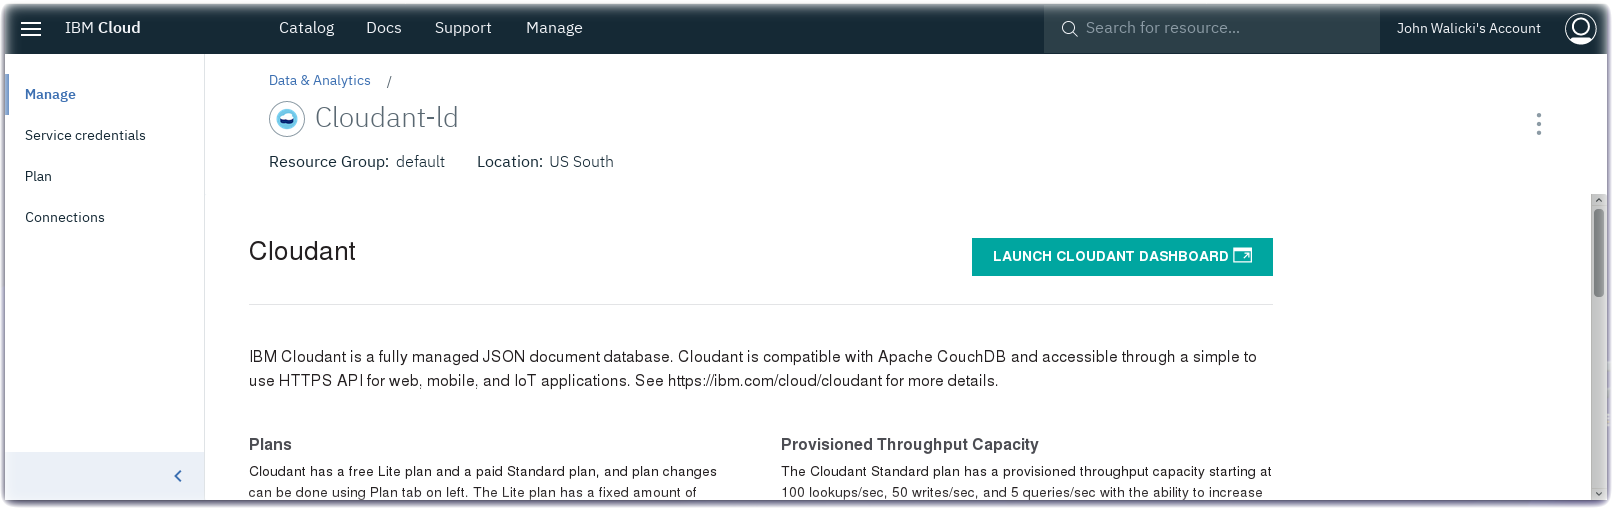 IBM Cloud
Catalog
Docs
Support
Manage
Search for resource...
John Walicki's Account
Manage
Service credentials
Plan
Connections
Data & Analytics /
Cloudant-ld
Resource Group: default Location: US South
Cloudant
LAUNCH CLOUDANT DASHBOARD
IBM Cloudant is a fully managed JSON document database. Cloudant is compatible with Apache CouchDB and accessible through a simple to
use HTTPS API for web, mobile, and IoT applications. See https://ibm.com/cloud/cloudant for more details.
Plans
Cloudant has a free Lite plan and a paid Standard plan, and plan changes
can be done using Plan tab on left. The Lite plan has a fixed amount of
Provisioned Throughput Capacity
The Cloudant Standard plan has a provisioned throughput capacity starting at
100 lookups/sec, 50 writes/sec, and 5 queries/sec with the ability to increase